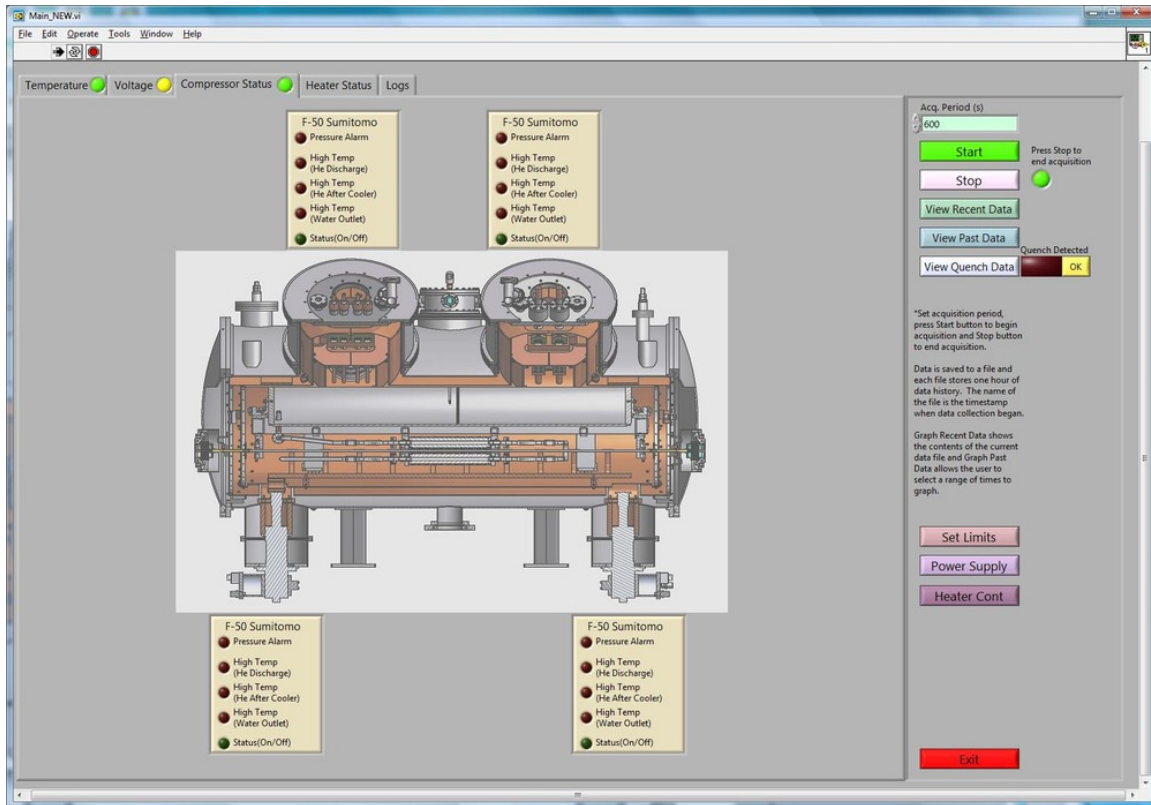 Main_NEW.vi
File Edit Operate Tools Window Help
Temperature Voltage Compressor Status Heater Status Logs
F-50 Sumitomo
Pressure Alarm
High Temp
(He Discharge)
High Temp
(He After Cooler)
High Temp
(Water Outlet)
Status(On/Off)
F-50 Sumitomo
Pressure Alarm
High Temp
(He Discharge)
High Temp
(He After Cooler)
High Temp
(Water Outlet)
Status(On/Off)
F-50 Sumitomo
Pressure Alarm
High Temp
(He Discharge)
High Temp
(He After Cooler)
High Temp
(Water Outlet)
Status(On/Off)
F-50 Sumitomo
Pressure Alarm
High Temp
(He Discharge)
High Temp
(He After Cooler)
High Temp
(Water Outlet)
Status(On/Off)
Acq. Period (s)
600
Start
Press Stop to
end acquisition
Stop
View Recent Data
View Past Data
Quench Detected
View Quench Data
OK
*Set acquisition period,
press Start button to begin
acquisition and Stop button
to end acquisition.
Data is saved to a file and
each file stores one hour of
data history. The name of
the file is the timestamp
when data collection began.
Graph Recent Data shows
the contents of the current
data file and Graph Past
Data allows the user to
select a range of times to
graph.
Set Limits
Power Supply
Heater Cont
Exit